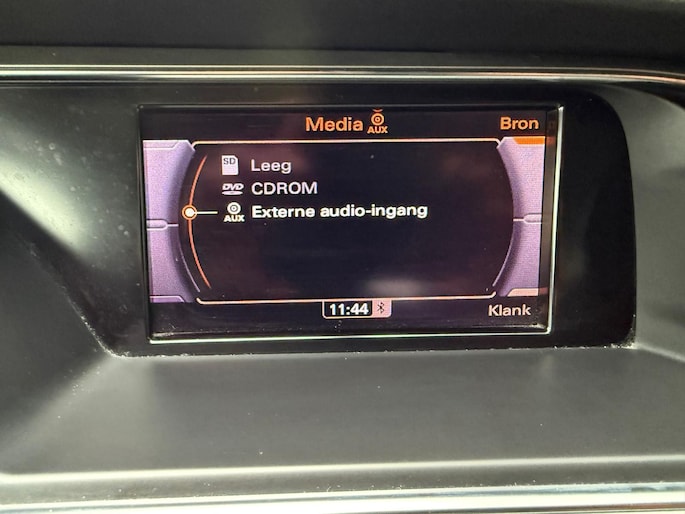 Media AUX
Bron
SD Leeg
DVD CDROM
AUX Externe audio-ingang
11:44
Klank